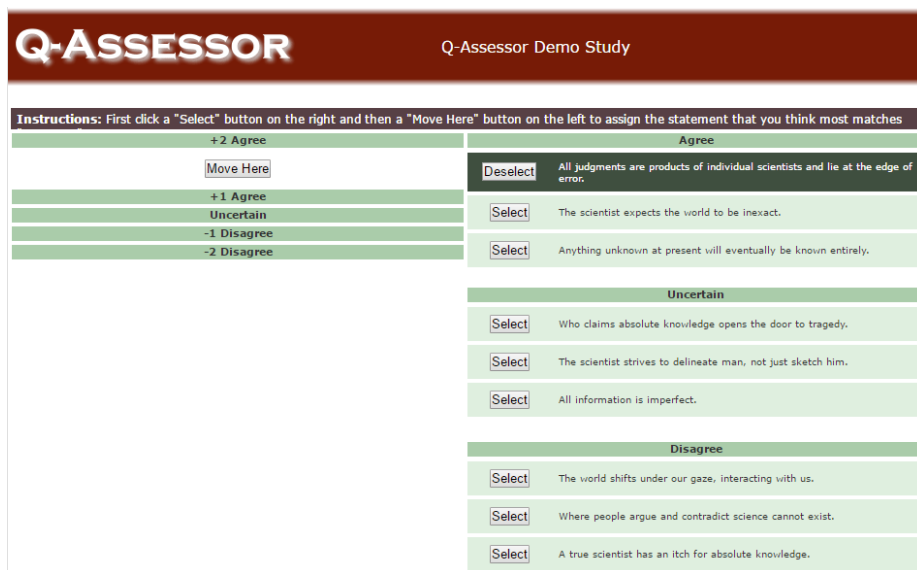 Q-ASSESSOR
Q-Assessor Demo Study
Instructions: First click a "Select" button on the right and then a "Move Here" button on the left to assign the statement that you think most matches
+2 Agree
Move Here
+1 Agree
Uncertain
-1 Disagree
-2 Disagree
Agree
Deselect
All judgments are products of individual scientists and lie at the edge of
error.
Select
The scientist expects the world to be inexact.
Select
Anything unknown at present will eventually be known entirely.
Uncertain
Select
Who claims absolute knowledge opens the door to tragedy.
Select
The scientist strives to delineate man, not just sketch him.
Select
All information is imperfect.
Disagree
Select
The world shifts under our gaze, interacting with us.
Select
Where people argue and contradict science cannot exist.
Select
A true scientist has an itch for absolute knowledge.